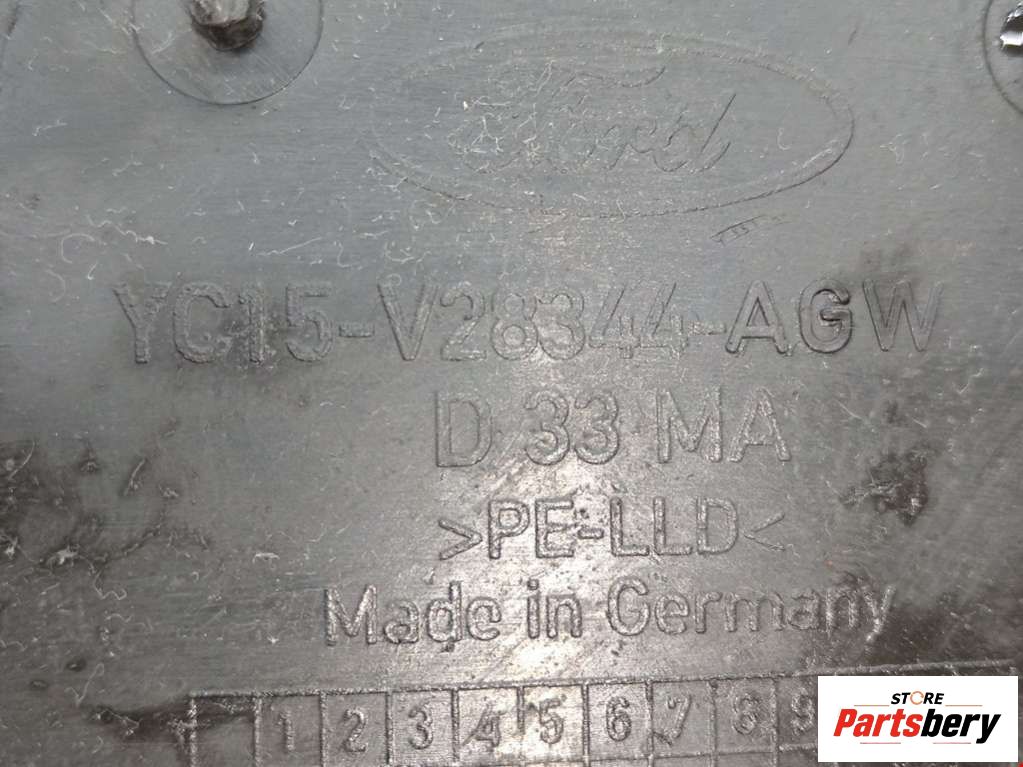 Ford
YC15-V28344-AGW
D 33 MA
>PE-LLD<
Made in Germany
1 2 3 4 5 6 7 8 9
STORE
Partsbery